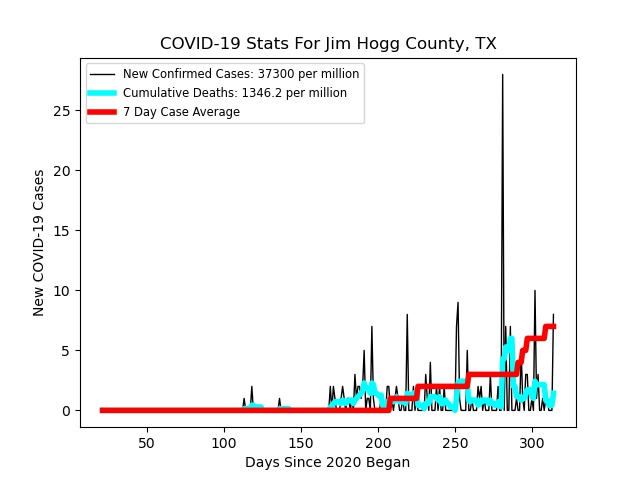 COVID-19 Stats For Jim Hogg County, TX
New Confirmed Cases: 37300 per million
Cumulative Deaths: 1346.2 per million
7 Day Case Average
New COVID-19 Cases
25
20
15
10
5
0
50 100 150 200 250 300
Days Since 2020 Began